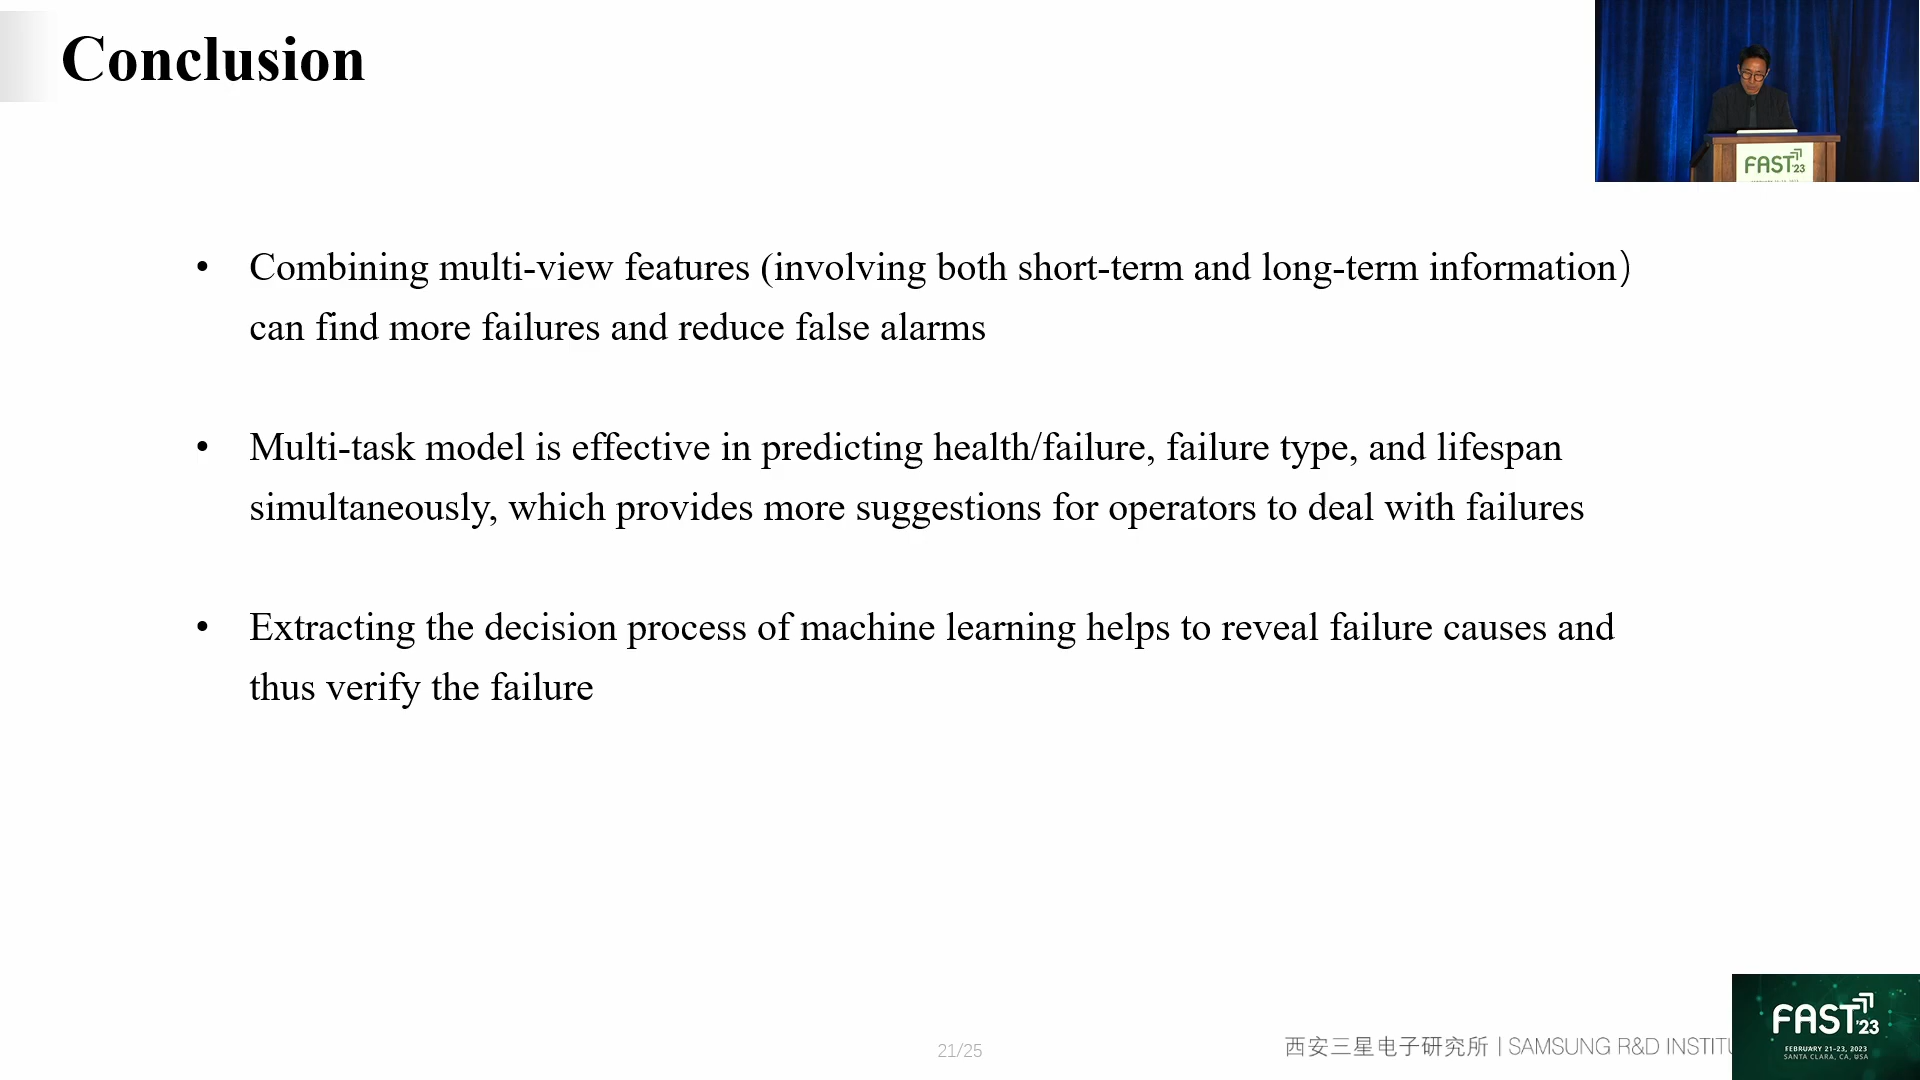 Conclusion
FAST'23
• Combining multi-view features (involving both short-term and long-term information)
can find more failures and reduce false alarms
• Multi-task model is effective in predicting health/failure, failure type, and lifespan
simultaneously, which provides more suggestions for operators to deal with failures
• Extracting the decision process of machine learning helps to reveal failure causes and
thus verify the failure
21/25
西安三星电子研究所 | SAMSUNG R&D INSTITU
FAST'23
FEBRUARY 21-23, 2023
SANTA CLARA, CA, USA